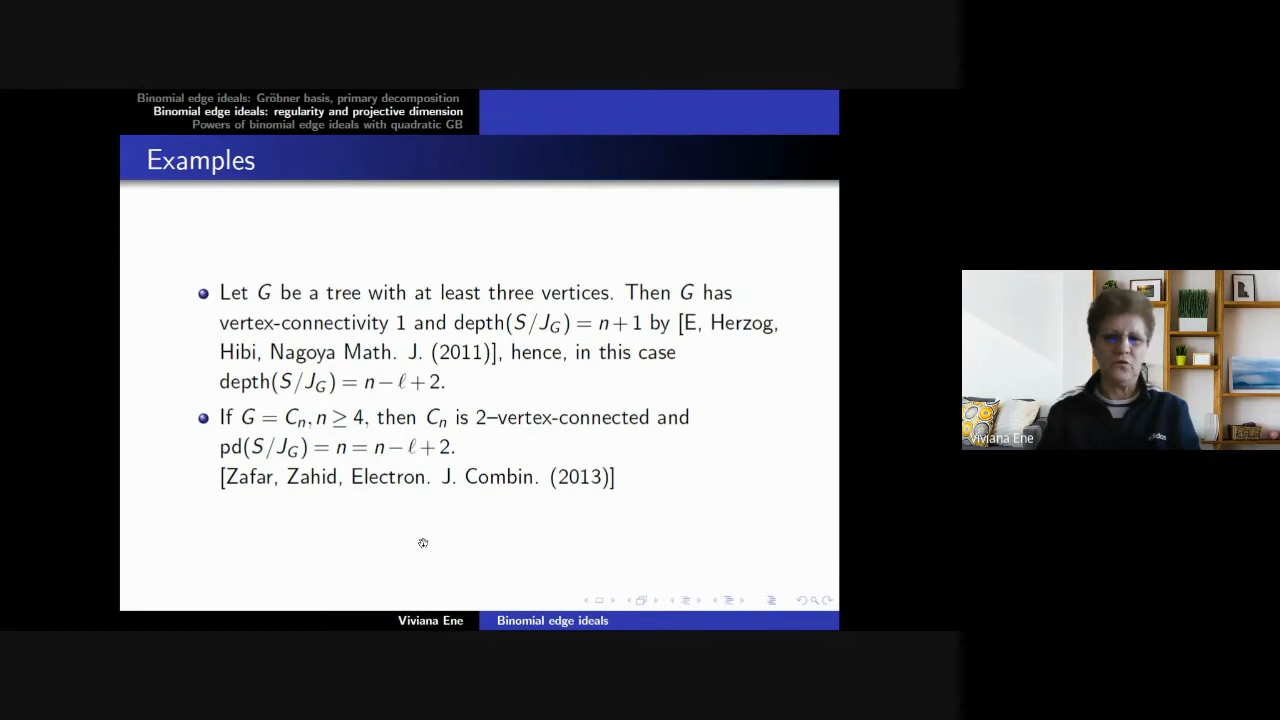 Binomial edge ideals: Gröbner basis, primary decomposition
Binomial edge ideals: regularity and projective dimension
Powers of binomial edge ideals with quadratic GB
Examples
Let G be a tree with at least three vertices. Then G has
vertex-connectivity 1 and depth(S/J_G) = n+1 by [E, Herzog,
Hibi, Nagoya Math. J. (2011)], hence, in this case
depth(S/J_G) = n−ℓ+2.
If G = C_n, n ≥ 4, then C_n is 2–vertex-connected and
pd(S/J_G) = n = n−ℓ+2.
[Zafar, Zahid, Electron. J. Combin. (2013)]
Viviana Ene
Viviana Ene
Binomial edge ideals